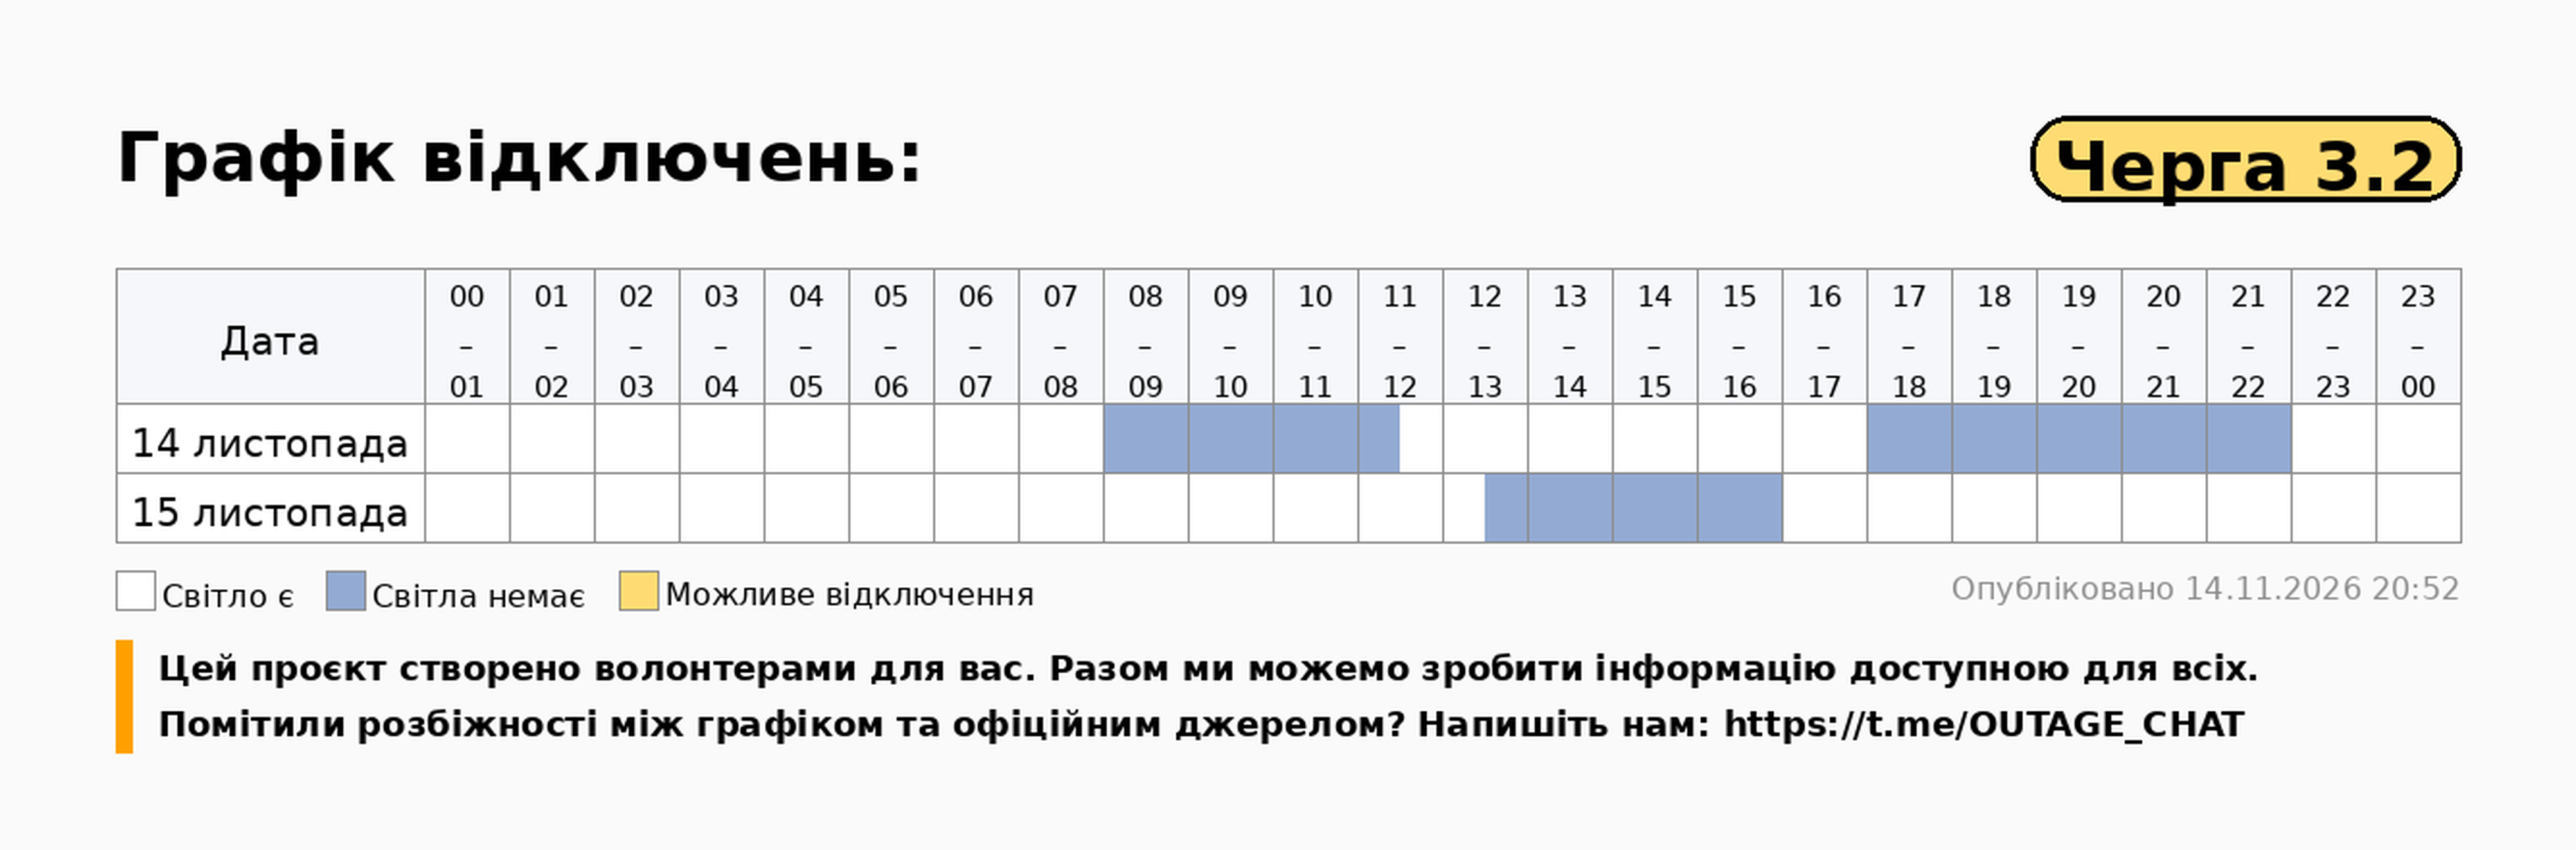 Графік відключень:
Черга 3.2
Дата
00 – 01
01 – 02
02 – 03
03 – 04
04 – 05
05 – 06
06 – 07
07 – 08
08 – 09
09 – 10
10 – 11
11 – 12
12 – 13
13 – 14
14 – 15
15 – 16
16 – 17
17 – 18
18 – 19
19 – 20
20 – 21
21 – 22
22 – 23
23 – 00
14 листопада
15 листопада
Світло є
Світла немає
Можливе відключення
Опубліковано 14.11.2026 20:52
Цей проєкт створено волонтерами для вас. Разом ми можемо зробити інформацію доступною для всіх.
Помітили розбіжності між графіком та офіційним джерелом? Напишіть нам: https://t.me/OUTAGE_CHAT